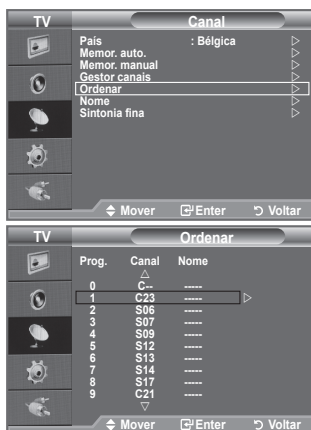 TV Canal
País : Bélgica
Memor. auto.
Memor. manual
Gestor canais
Ordenar
Nome
Sintonia fina
Mover Enter Voltar
TV Ordenar
Prog. Canal Nome
0 C-- -----
1 C23 -----
2 S06 -----
3 S07 -----
4 S09 -----
5 S12 -----
6 S13 -----
7 S14 -----
8 S17 -----
9 C21 -----
Mover Enter Voltar